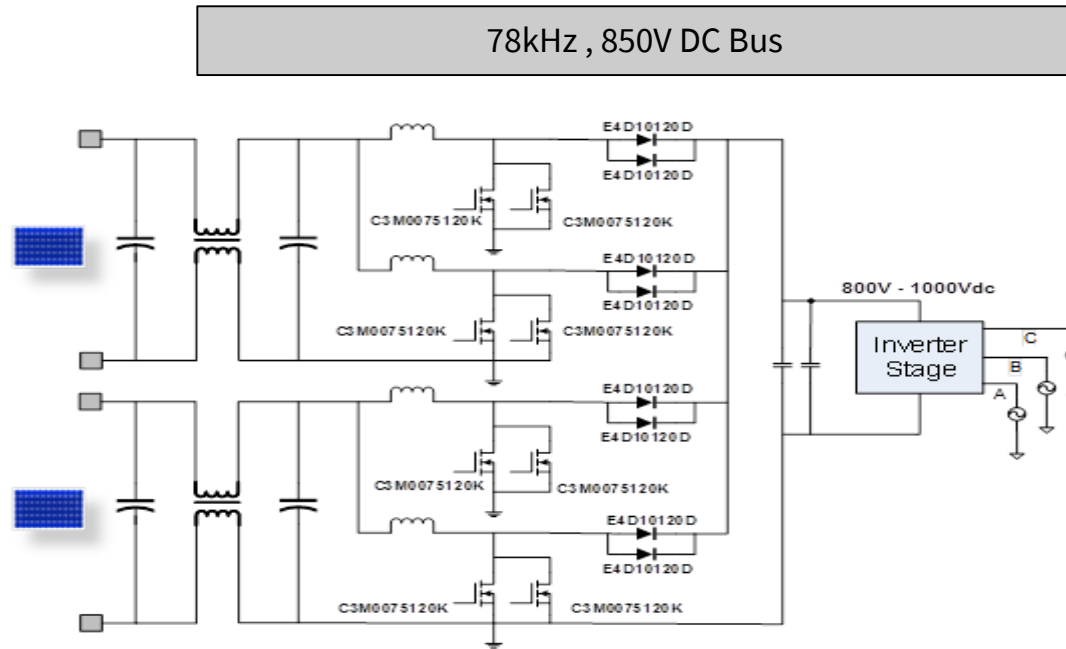 78kHz , 850V DC Bus
E4D10120D
E4D10120D
C3M0075120K
C3M0075120K
E4D10120D
E4D10120D
C3M0075120K
C3M0075120K
800V - 1000Vdc
Inverter
Stage
C
B
A
E4D10120D
E4D10120D
C3M0075120K
C3M0075120K
E4D10120D
E4D10120D
C3M0075120K
C3M0075120K